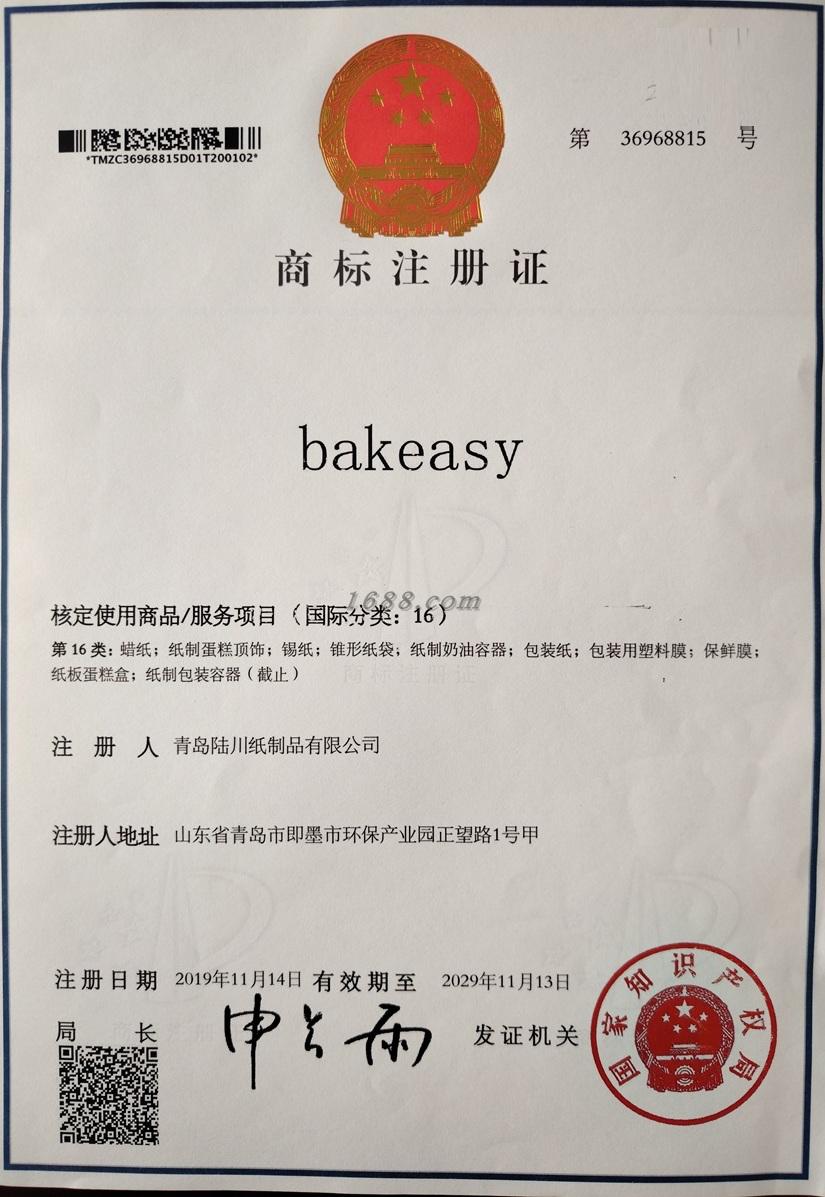 第 36968815 号
*TMZC36968815D01T200102*
商标注册证
bakeasy
1688.com
核定使用商品/服务项目（国际分类：16）
第16类：蜡纸；纸制蛋糕顶饰；锡纸；锥形纸袋；纸制奶油容器；包装纸；包装用塑料膜；保鲜膜；
纸板蛋糕盒；纸制包装容器（截止）
商标注册证
注册人 青岛陆川纸制品有限公司
注册人地址 山东省青岛市即墨市环保产业园正望路1号甲
注册日期 2019年11月14日 有效期至 2029年11月13日
局长 申长雨 发证机关
国家知识产权局